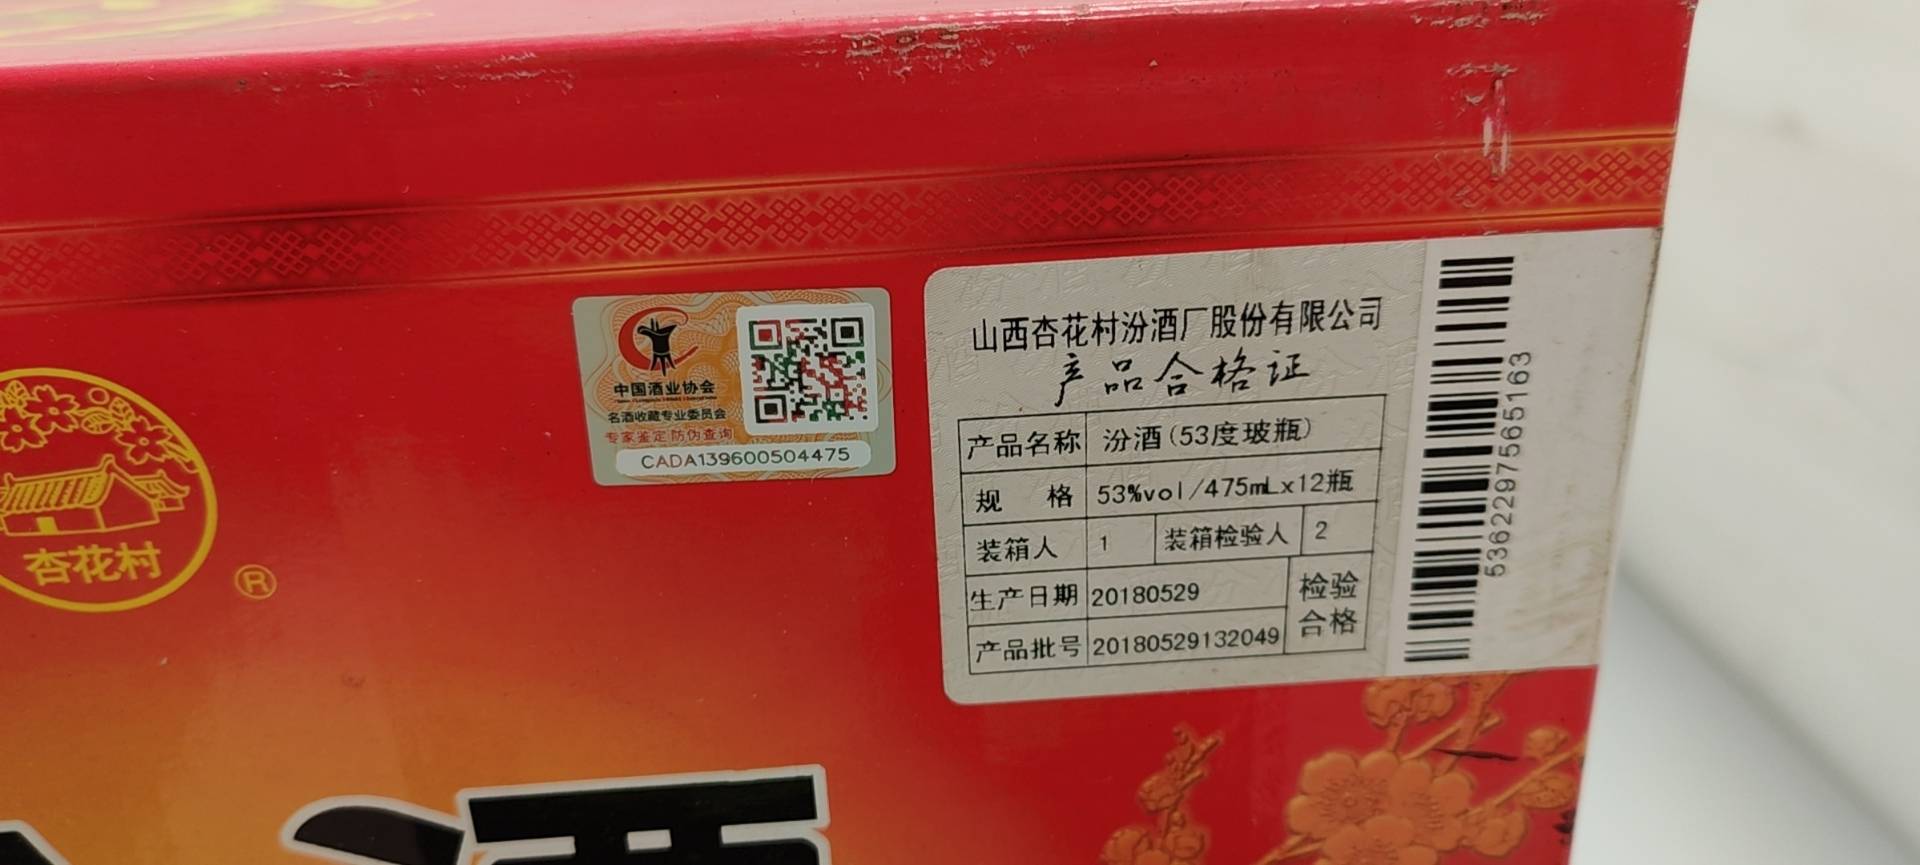 中国酒业协会
名酒收藏专业委员会
专家鉴定 防伪查询
CADA139600504475
山西杏花村汾酒厂股份有限公司
产品合格证
产品名称 汾酒(53度玻瓶)
规 格 53%vol/475mLx12瓶
装箱人 1 装箱检验人 2
生产日期 20180529
检验合格
产品批号 20180529132049
5362297565163
杏花村
®
酒